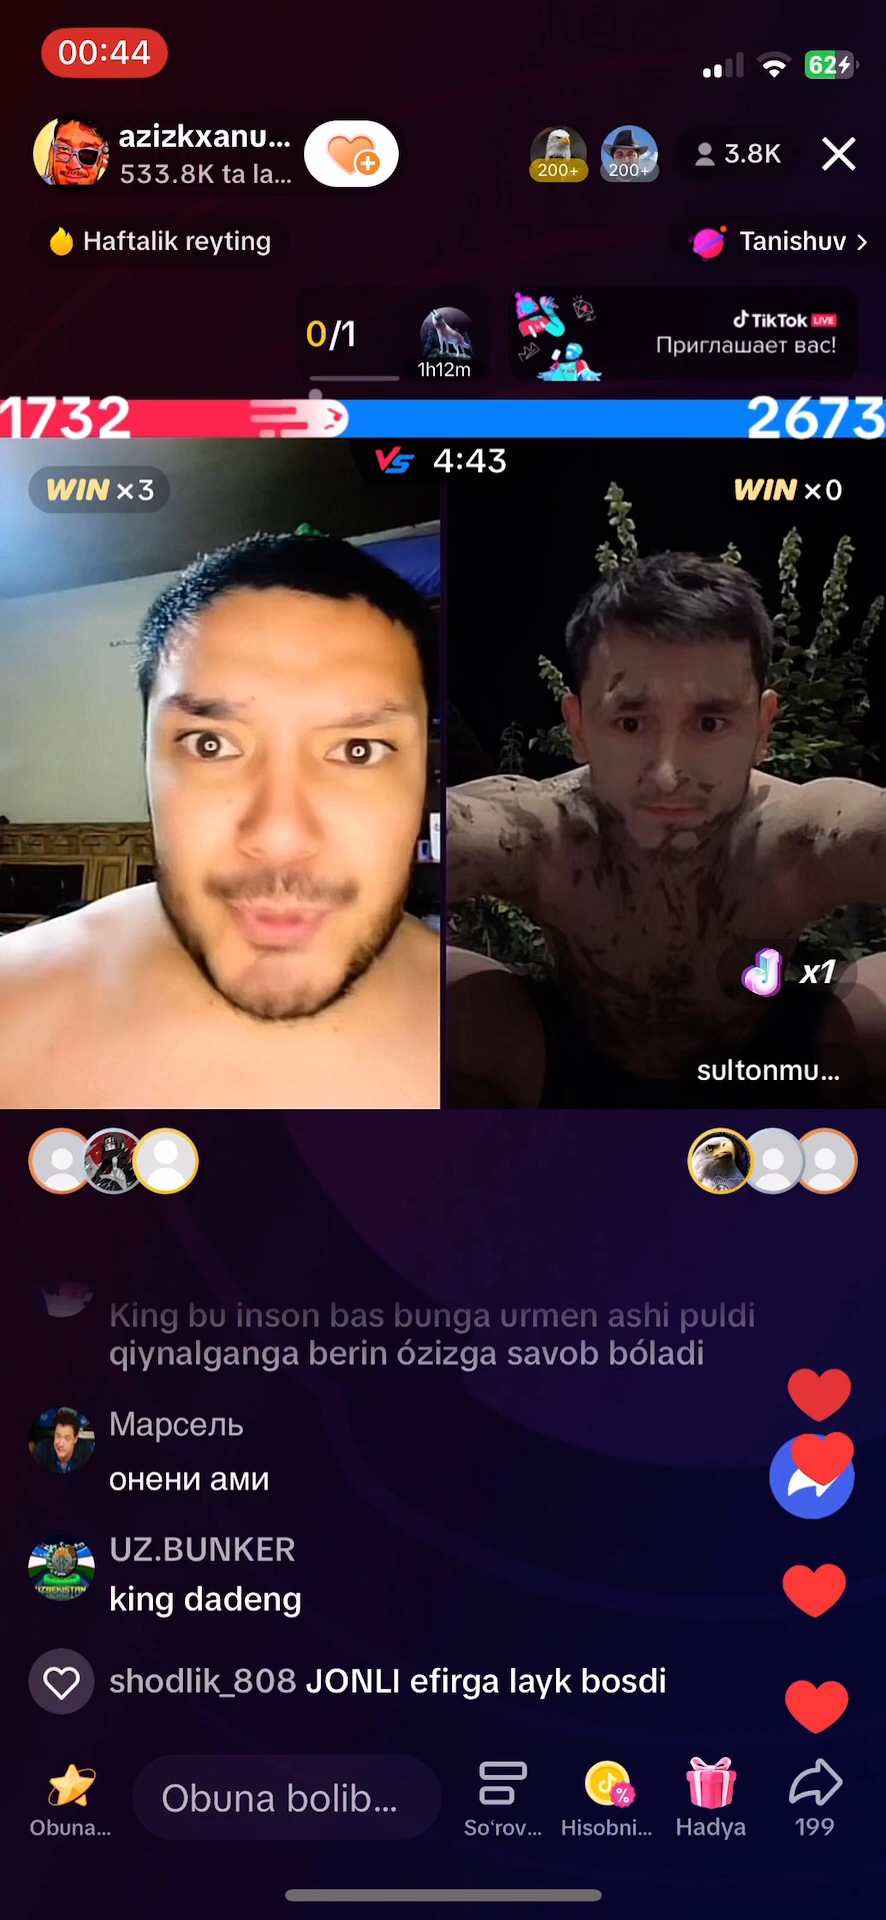 00:44
62
azizkxanu...
533.8K ta la...
200+
200+
3.8K
Haftalik reyting
Tanishuv
0/1
1h12m
TikTok LIVE
Приглашает вас!
1732
2673
VS 4:43
WIN ×3
WIN ×0
x1
sultonmu...
King bu inson bas bunga urmen ashi puldi
qiynalganga berin ózizga savob bóladi
Марсель
онени ами
UZ.BUNKER
king dadeng
shodlik_808 JONLI efirga layk bosdi
Obuna bolib...
Obuna...
So‘rov...
Hisobni...
Hadya
199